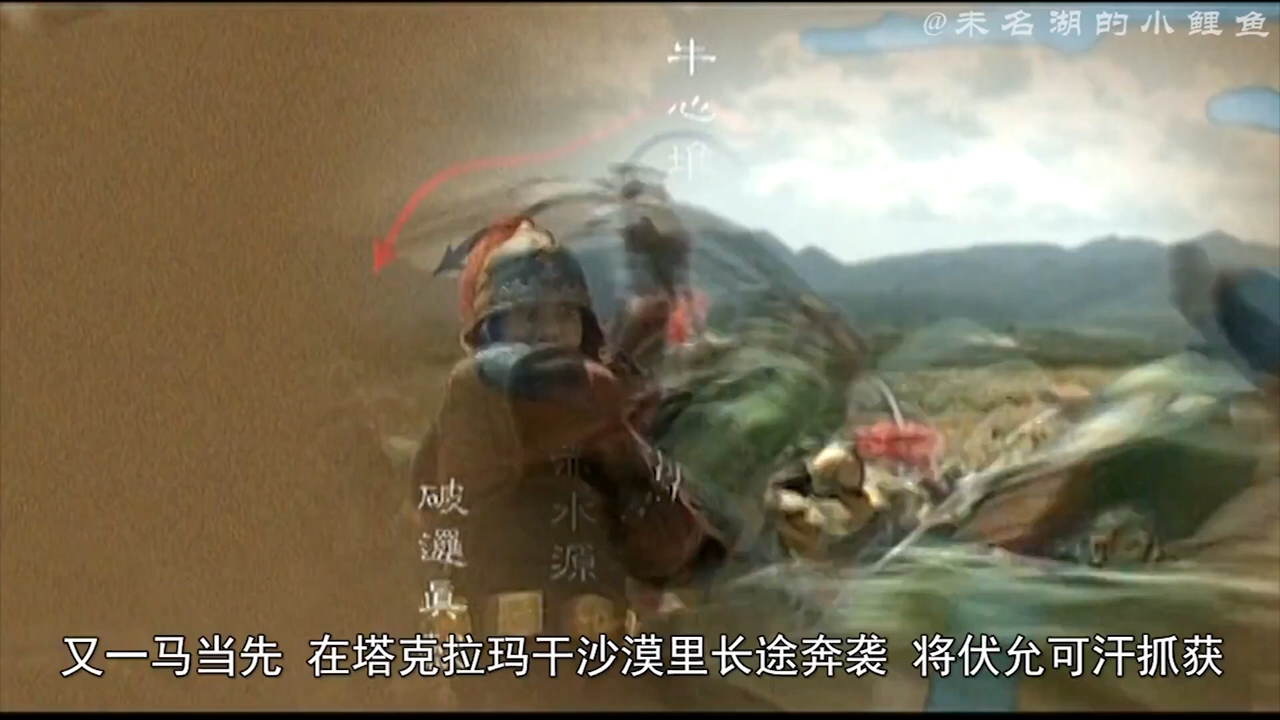 @未名湖的小鲤鱼
牛心堆
水源
破邏眞
又一马当先 在塔克拉玛干沙漠里长途奔袭 将伏允可汗抓获